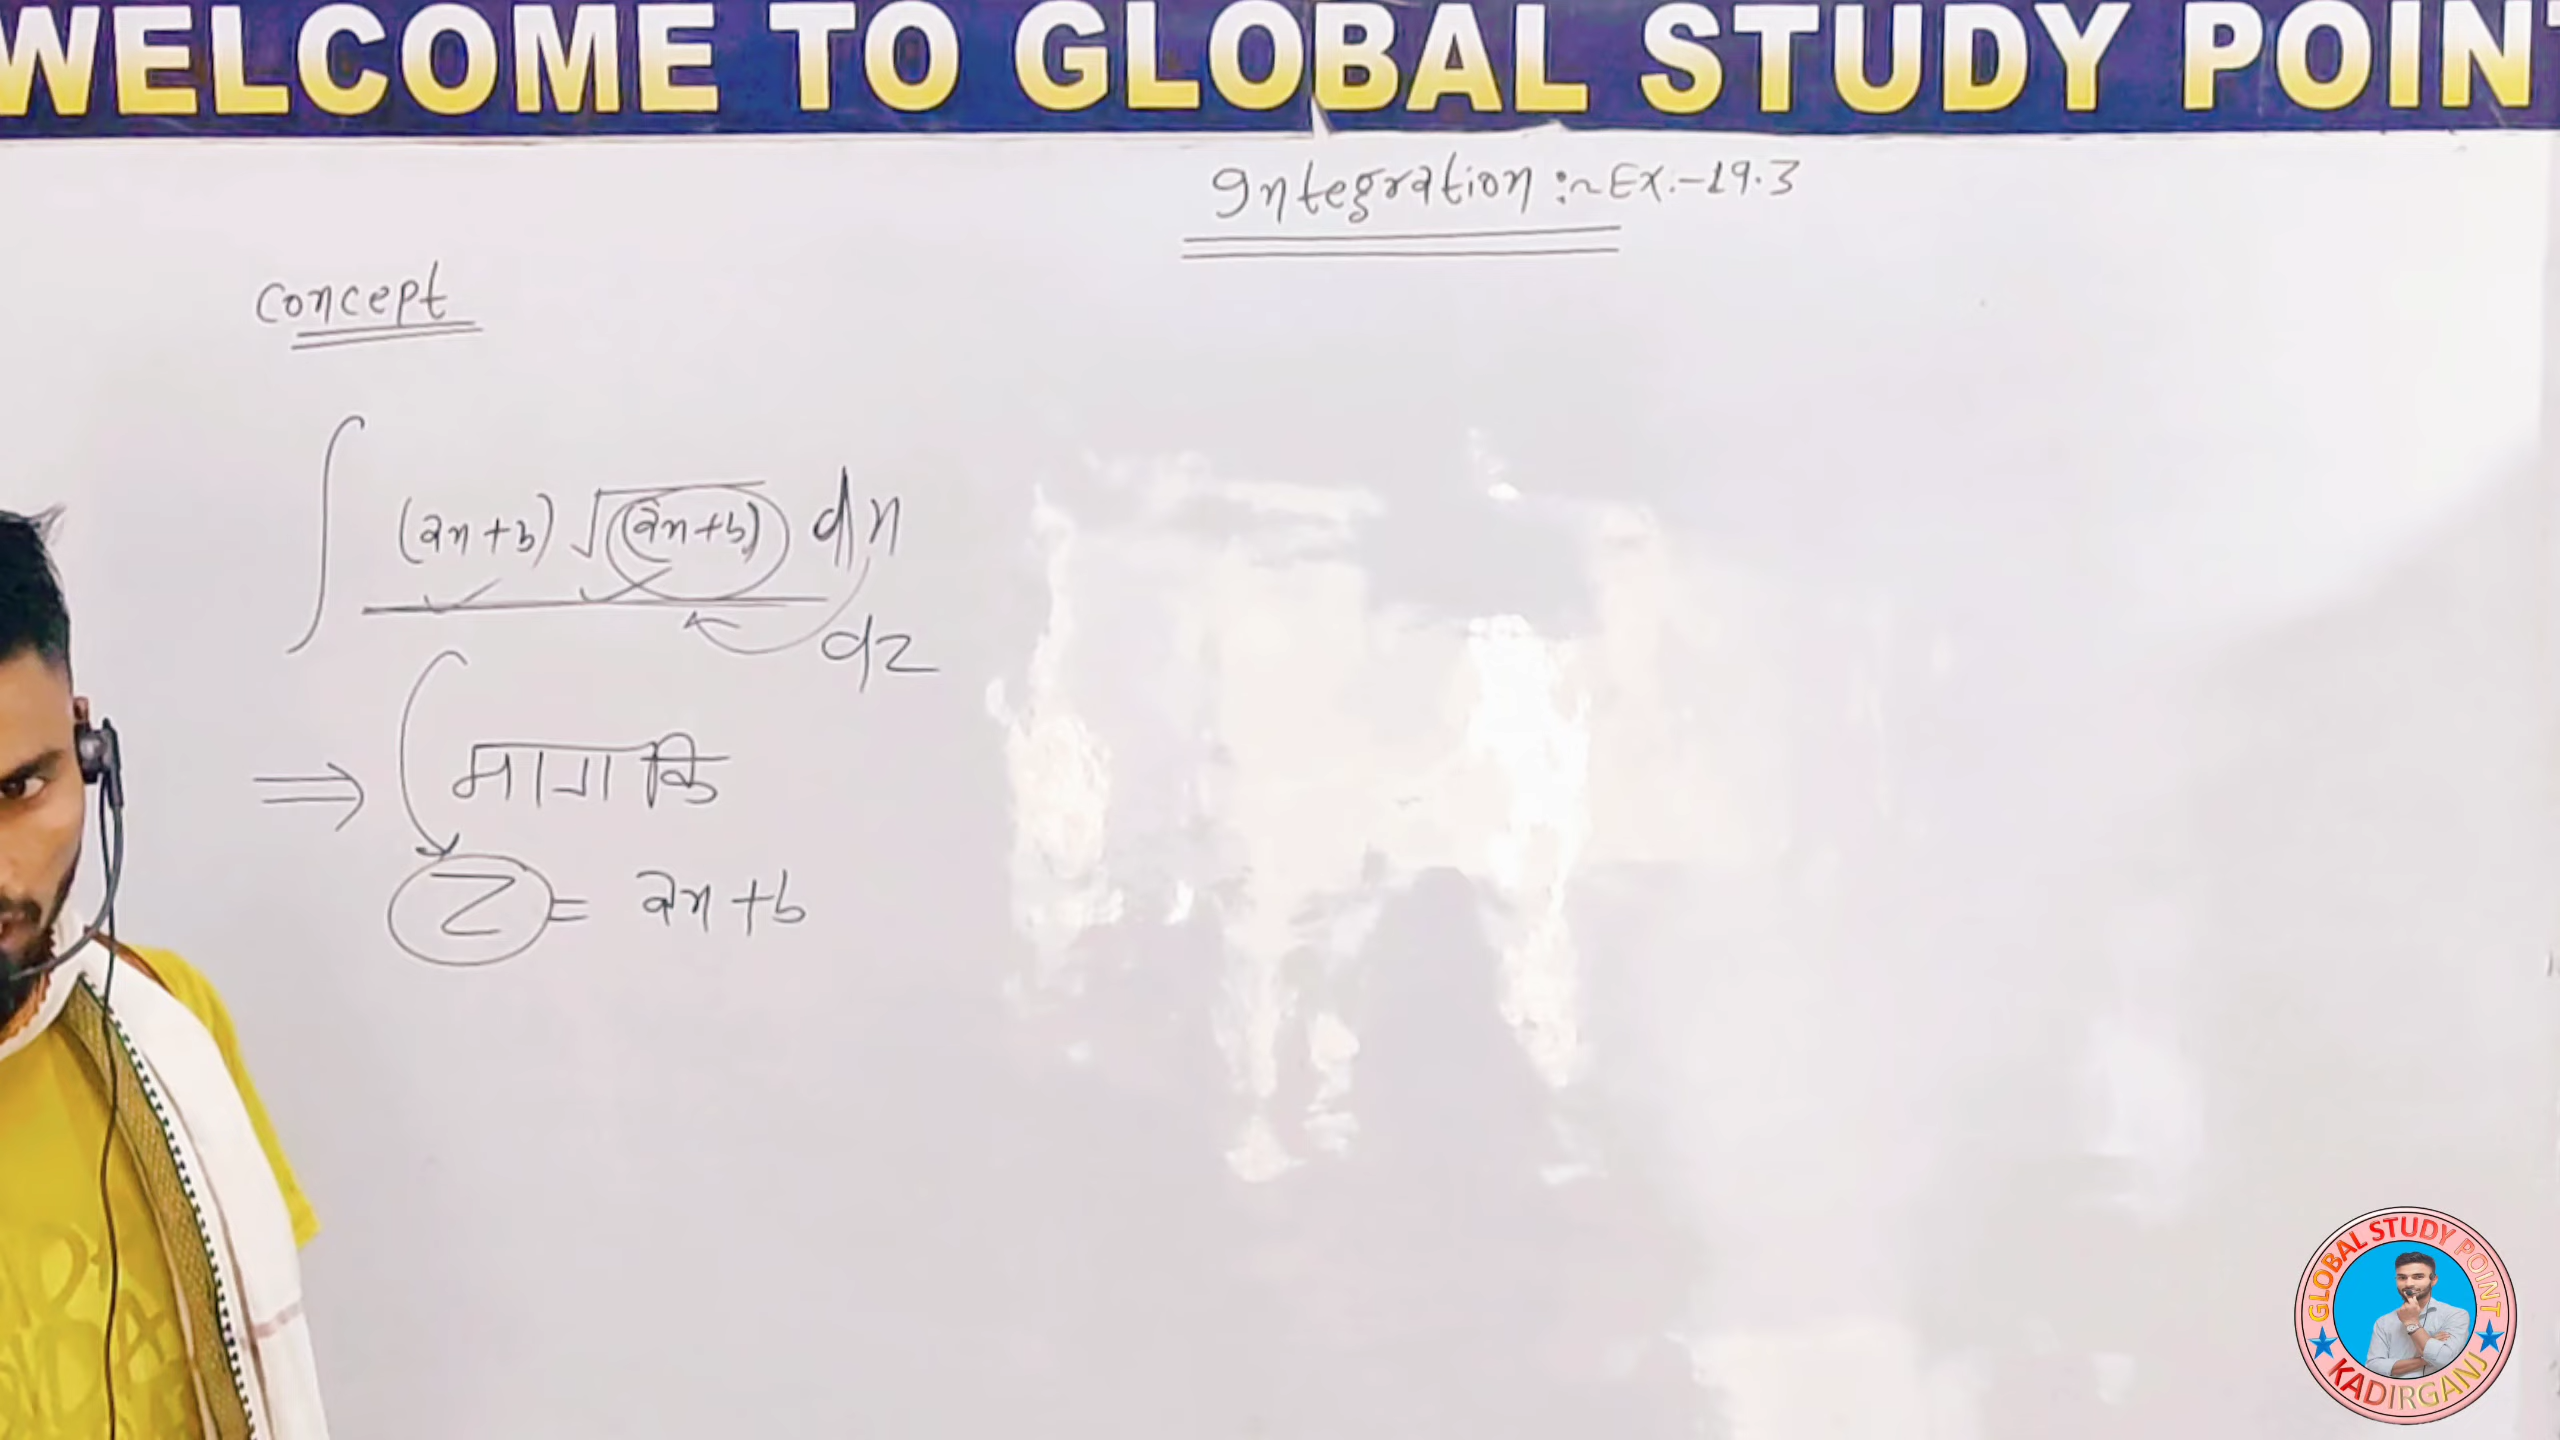 WELCOME TO GLOBAL STUDY POINT
Integration :~ Ex.-19.3
Concept
∫ (ax+b) √(ax+b) dx
dz
⇒ माना कि
Z = ax+b
GLOBAL STUDY POINT
KADIRGANJ